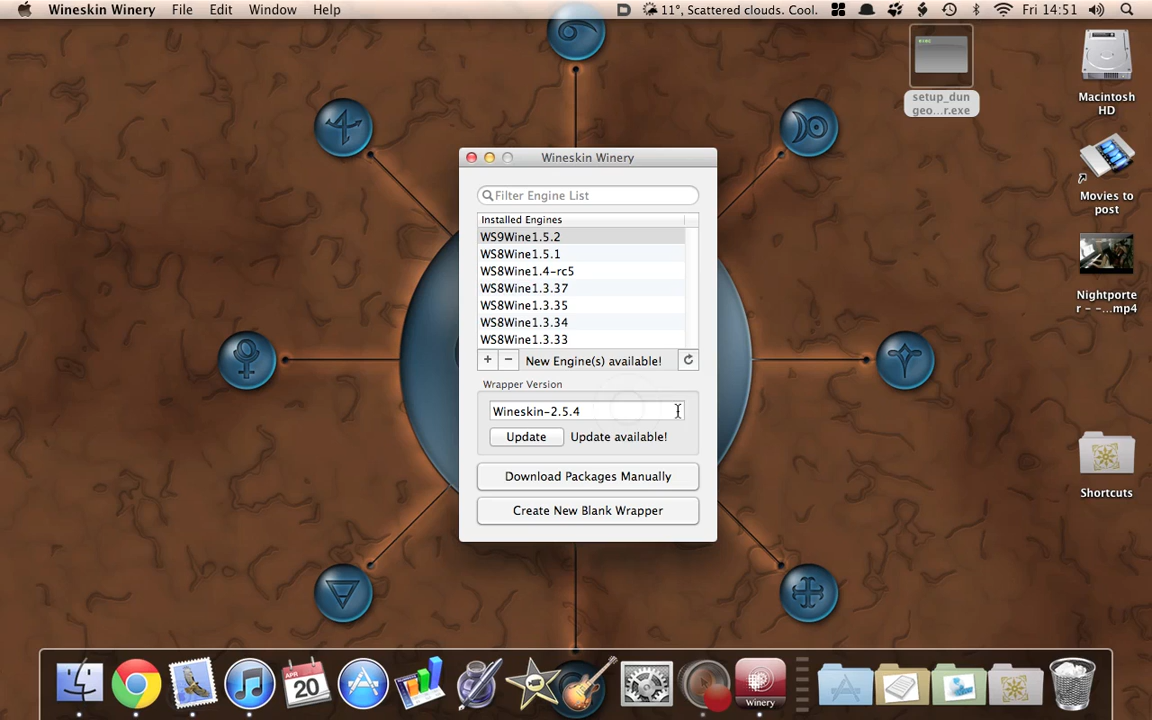 Wineskin Winery File Edit Window Help
11°, Scattered clouds. Cool. Fri 14:51
setup_dun
geo...r.exe
Macintosh
HD
Movies to
post
Nightporte
r - -...mp4
Shortcuts
Wineskin Winery
Filter Engine List
Installed Engines
WS9Wine1.5.2
WS8Wine1.5.1
WS8Wine1.4-rc5
WS8Wine1.3.37
WS8Wine1.3.35
WS8Wine1.3.34
WS8Wine1.3.33
+ − New Engine(s) available!
Wrapper Version
Wineskin-2.5.4
Update Update available!
Download Packages Manually
Create New Blank Wrapper
APR
20
Winery